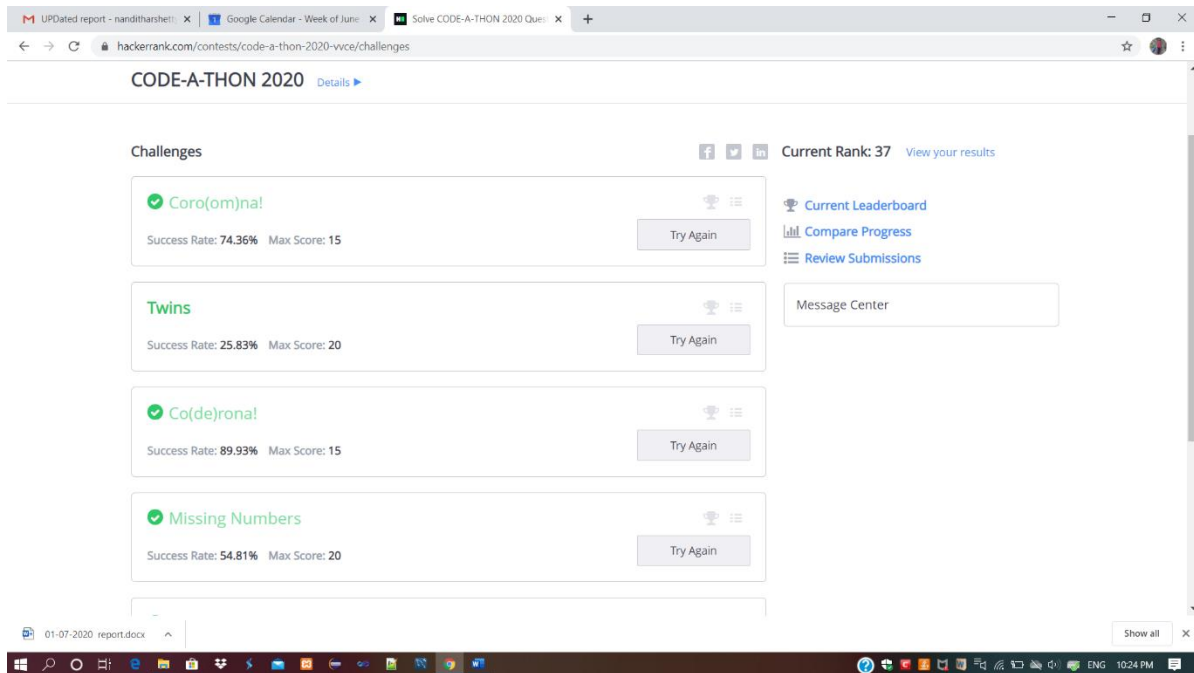 UPDated report - nanditharshett
Google Calendar - Week of June
Solve CODE-A-THON 2020 Ques
hackerrank.com/contests/code-a-thon-2020-vvce/challenges
CODE-A-THON 2020 Details
Challenges
Current Rank: 37 View your results
Coro(om)na!
Success Rate: 74.36% Max Score: 15
Try Again
Current Leaderboard
Compare Progress
Review Submissions
Twins
Success Rate: 25.83% Max Score: 20
Try Again
Message Center
Co(de)rona!
Success Rate: 89.93% Max Score: 15
Try Again
Missing Numbers
Success Rate: 54.81% Max Score: 20
Try Again
01-07-2020 report.docx
Show all
ENG 10:24 PM